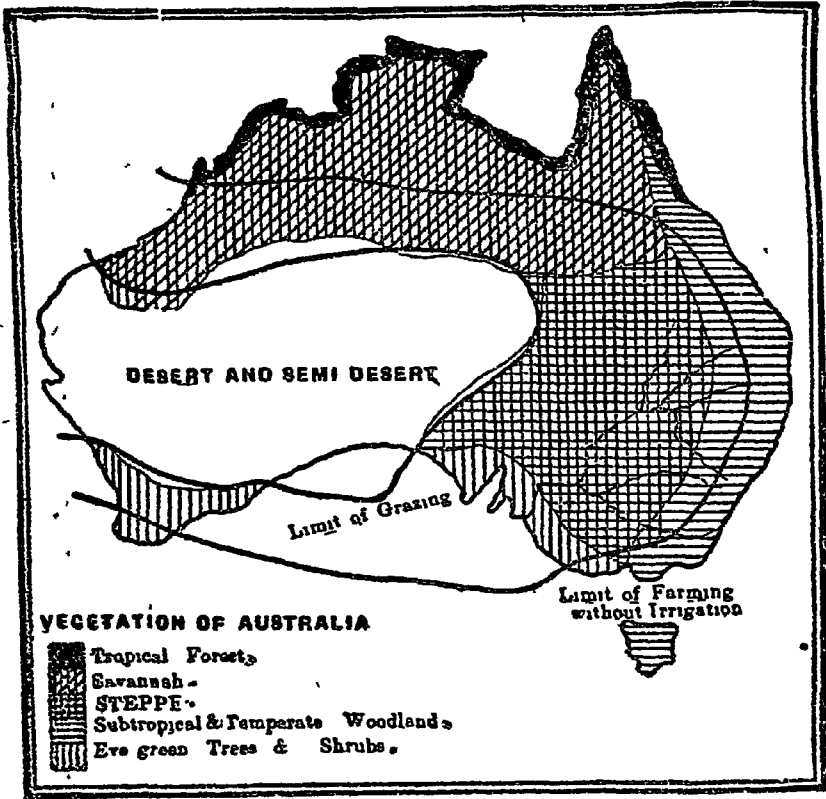 DESERT AND SEMI DESERT
Limit of Grazing
Limit of Farming
without Irrigation
VEGETATION OF AUSTRALIA
Tropical Forest
Savannah
STEPPE
Subtropical & Temperate Woodland
Eve green Trees & Shrubs.